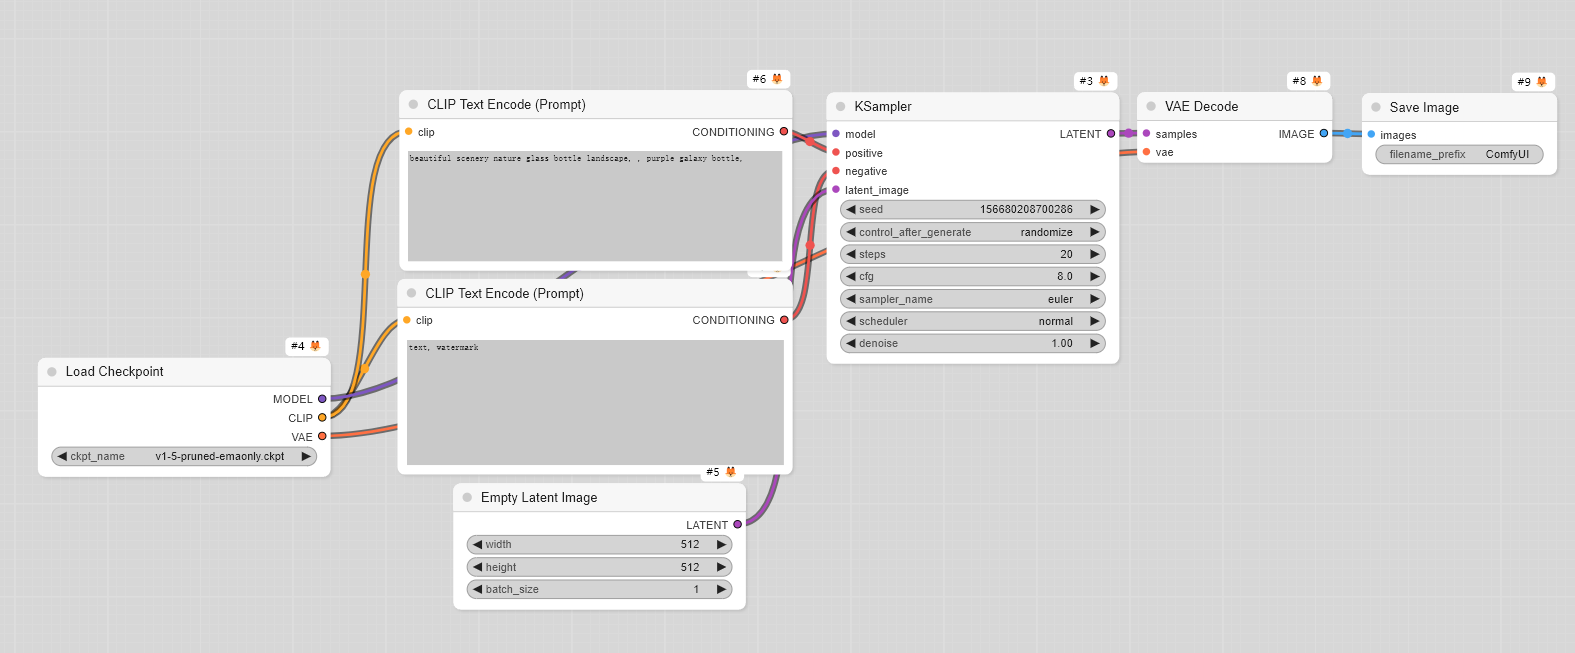 #6
CLIP Text Encode (Prompt)
clip
CONDITIONING
beautiful scenery nature glass bottle landscape, , purple galaxy bottle,
CLIP Text Encode (Prompt)
clip
CONDITIONING
text, watermark
#4
Load Checkpoint
MODEL
CLIP
VAE
ckpt_name v1-5-pruned-emaonly.ckpt
#5
Empty Latent Image
LATENT
width 512
height 512
batch_size 1
#3
KSampler
model LATENT
positive
negative
latent_image
seed 156680208700286
control_after_generate randomize
steps 20
cfg 8.0
sampler_name euler
scheduler normal
denoise 1.00
#8
VAE Decode
samples IMAGE
vae
#9
Save Image
images
filename_prefix ComfyUI